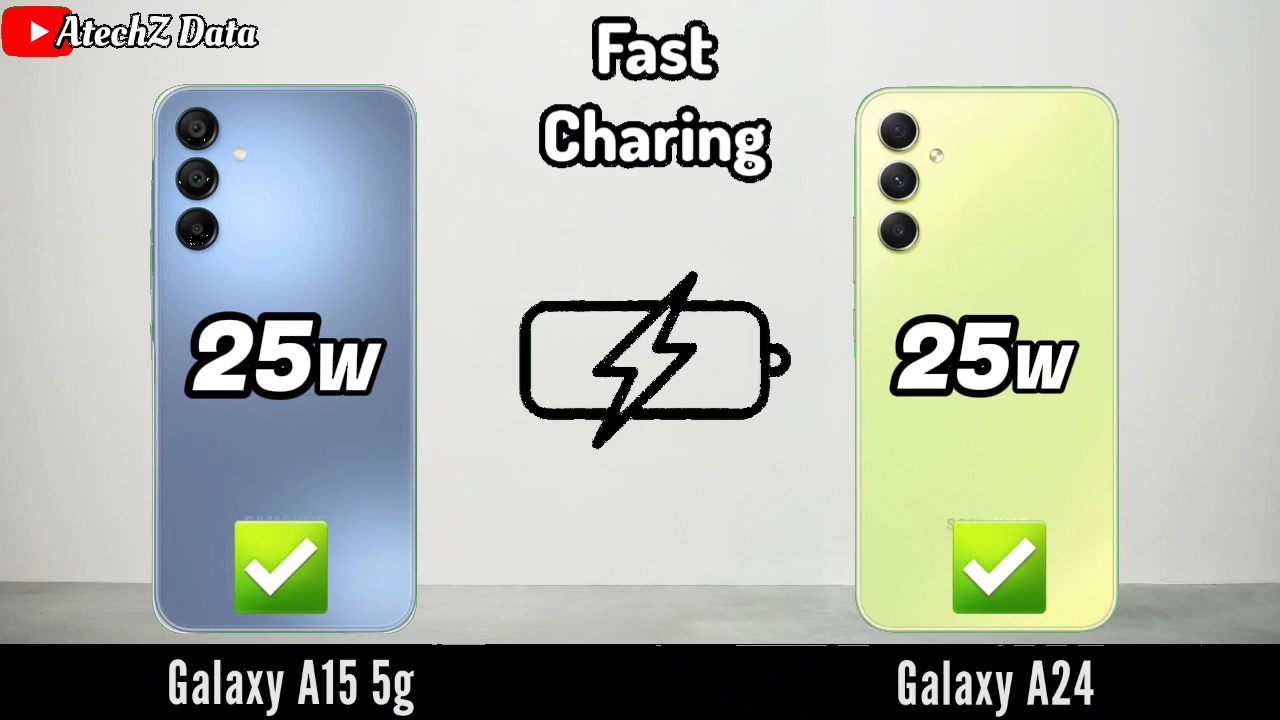 AtechZ Data
Fast
Charing
25W
25W
Galaxy A15 5g
Galaxy A24